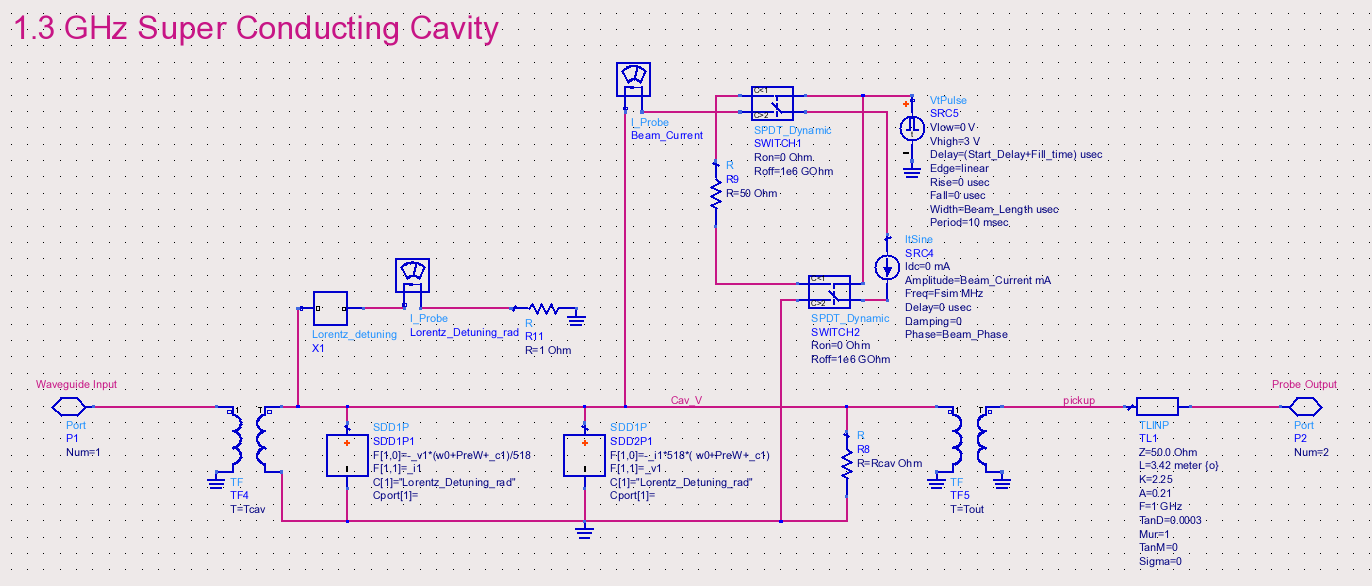 1.3 GHz Super Conducting Cavity
I_Probe
Beam_Current
C<1
C>2
SPDT_Dynamic
SWITCH1
Ron=0 Ohm
Roff=1e6 GOhm
VtPulse
SRC5
Vlow=0 V
Vhigh=3 V
Delay=(Start_Delay+Fill_time) usec
Edge=linear
Rise=0 usec
Fall=0 usec
Width=Beam_Length usec
Period=10 msec
R
R9
R=50 Ohm
ItSine
SRC4
Idc=0 mA
Amplitude=Beam_Current mA
Freq=Fsim MHz
Delay=0 usec
Damping=0
Phase=Beam_Phase
C<1
C>2
SPDT_Dynamic
SWITCH2
Ron=0 Ohm
Roff=1e6 GOhm
Lorentz_detuning
X1
I_Probe
Lorentz_Detuning_rad
R
R11
R=1 Ohm
Waveguide Input
Port
P1
Num=1
1 T
TF
TF4
T=Tcav
SDD1P
SDD1P1
F[1,0]=-_v1*(w0+PreW+_c1)/518
F[1,1]=_i1
C[1]="Lorentz_Detuning_rad"
Cport[1]=
SDD1P
SDD2P1
F[1,0]=-_i1*518*( w0+PreW+_c1)
F[1,1]=_v1
C[1]="Lorentz_Detuning_rad"
Cport[1]=
Cav_V
R
R8
R=Rcav Ohm
1 T
TF
TF5
T=Tout
pickup
TLINP
TL1
Z=50.0 Ohm
L=3.42 meter {o}
K=2.25
A=0.21
F=1 GHz
TanD=0.0003
Mur=1
TanM=0
Sigma=0
Probe Output
Port
P2
Num=2